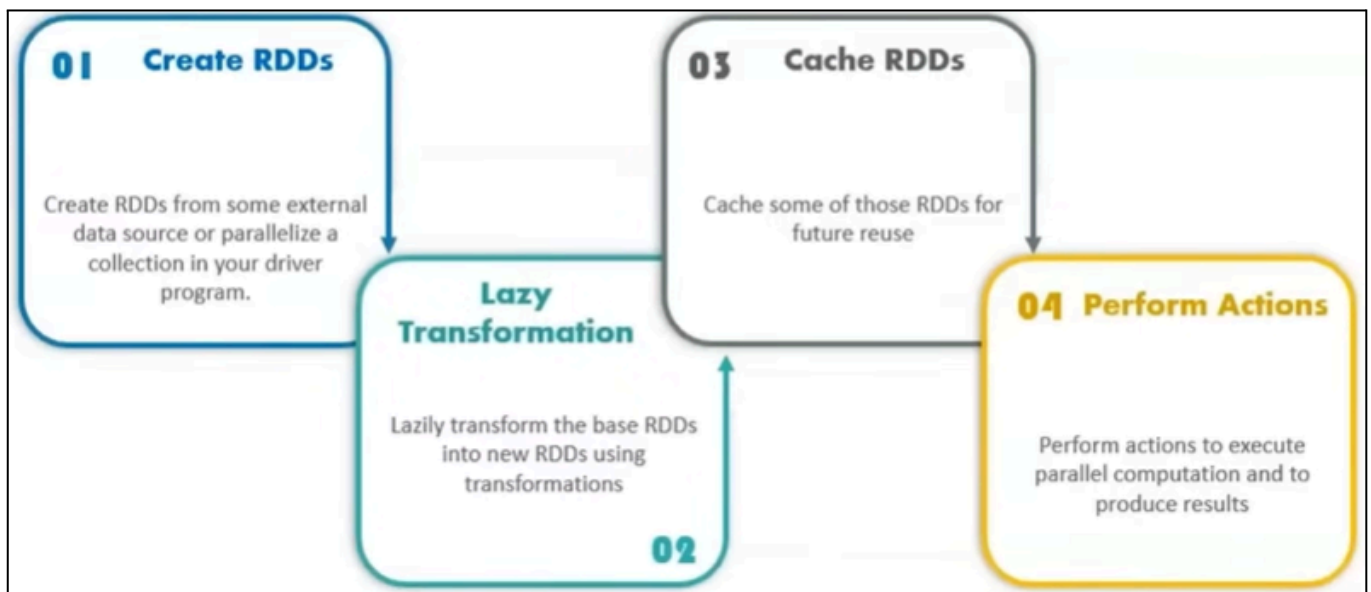 01 Create RDDs
Create RDDs from some external
data source or parallelize a
collection in your driver
program.
Lazy
Transformation
Lazily transform the base RDDs
into new RDDs using
transformations
02
03 Cache RDDs
Cache some of those RDDs for
future reuse
04 Perform Actions
Perform actions to execute
parallel computation and to
produce results